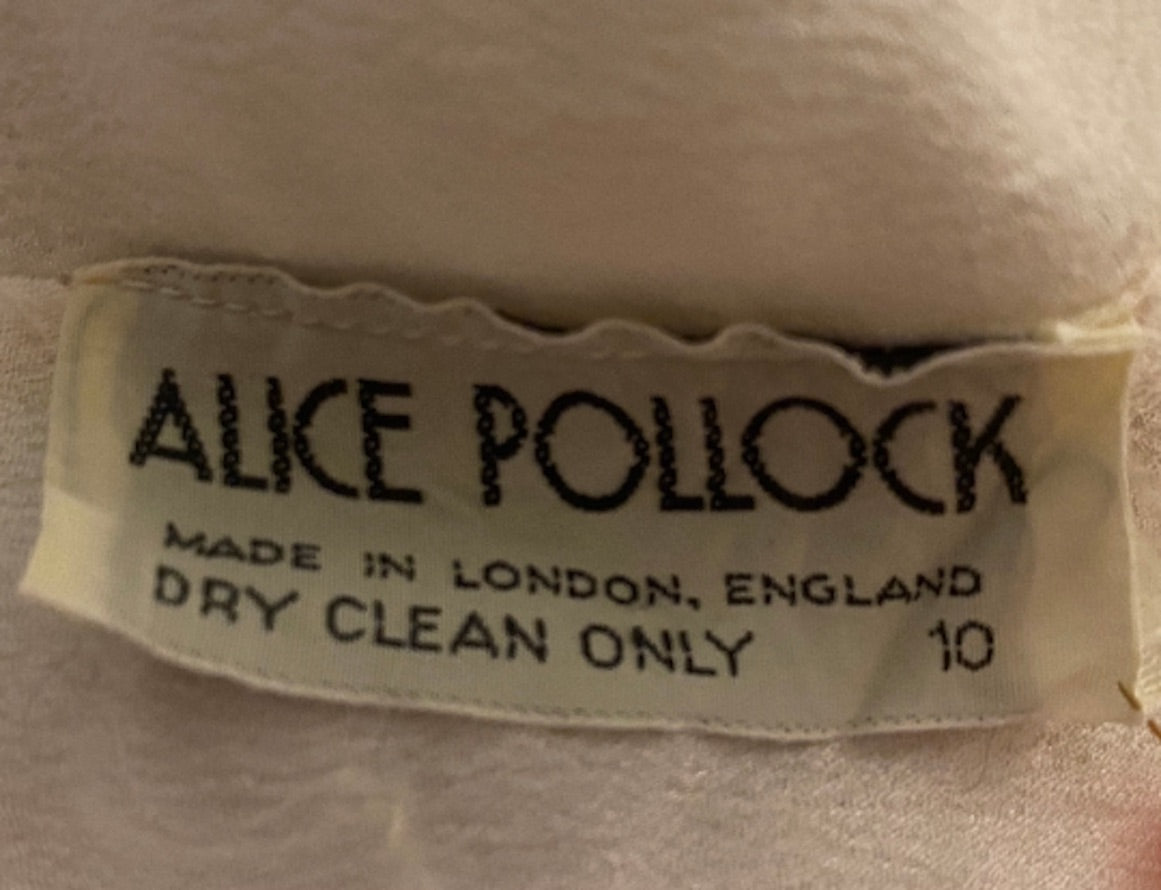 ALICE POLLOCK
MADE IN LONDON, ENGLAND
DRY CLEAN ONLY 10